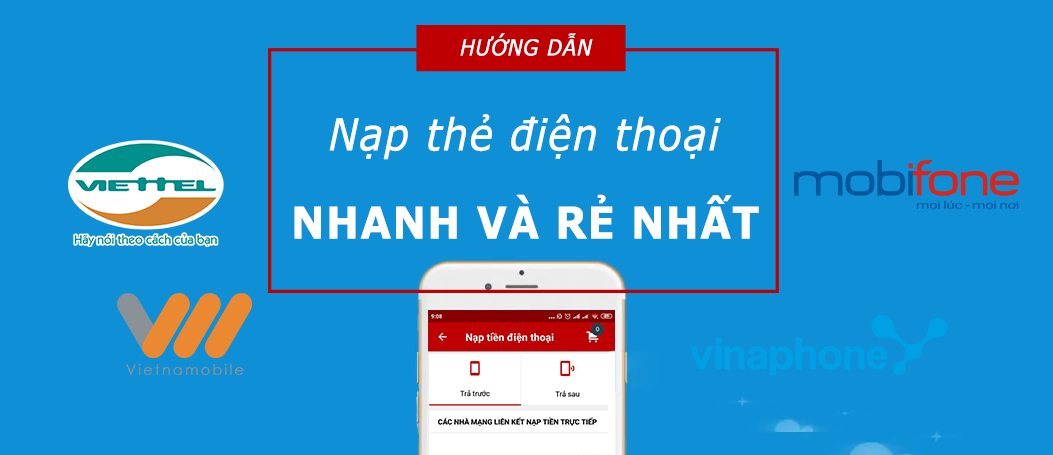 HƯỚNG DẪN
Nạp thẻ điện thoại
NHANH VÀ RẺ NHẤT
VIETTEL
Hãy nói theo cách của bạn
mobifone
mọi lúc - mọi nơi
Vietnamobile
vinaphone
9:08
Nạp tiền điện thoại
0
Trả trước
Trả sau
CÁC NHÀ MẠNG LIÊN KẾT NẠP TIỀN TRỰC TIẾP